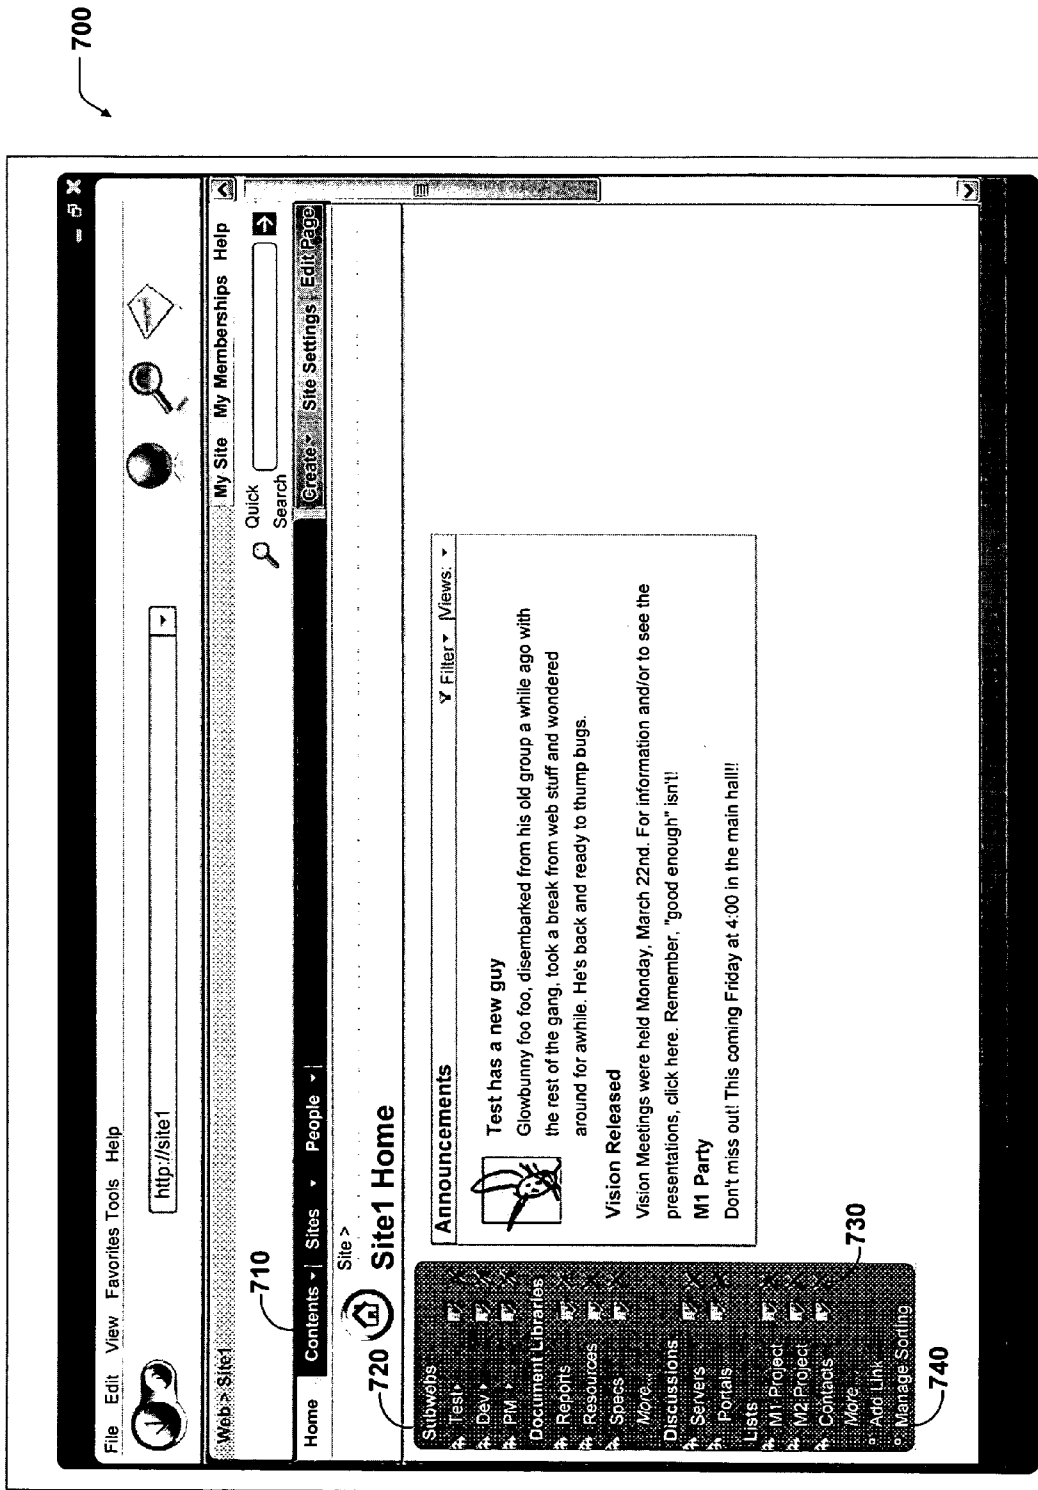 700
File Edit View Favorites Tools Help
http://site1
Web > Site1
My Site My Memberships Help
Quick
Search
Home Contents Sites People
Create Site Settings Edit Page
710
Site >
Site1 Home
720
Subwebs
Test
Dev
PM
Document Libraries
Reports
Resources
Specs
More...
Discussions
Servers
Portals
Lists
M1 Project
M2 Project
Contacts
More...
Add Link
Manage Sorting
730
740
Announcements Filter Views:
Test has a new guy
Glowbunny foo foo, disembarked from his old group a while ago with
the rest of the gang, took a break from web stuff and wondered
around for awhile. He's back and ready to thump bugs.
Vision Released
Vision Meetings were held Monday, March 22nd. For information and/or to see the
presentations, click here. Remember, "good enough" isn't!
M1 Party
Don't miss out! This coming Friday at 4:00 in the main hall!!